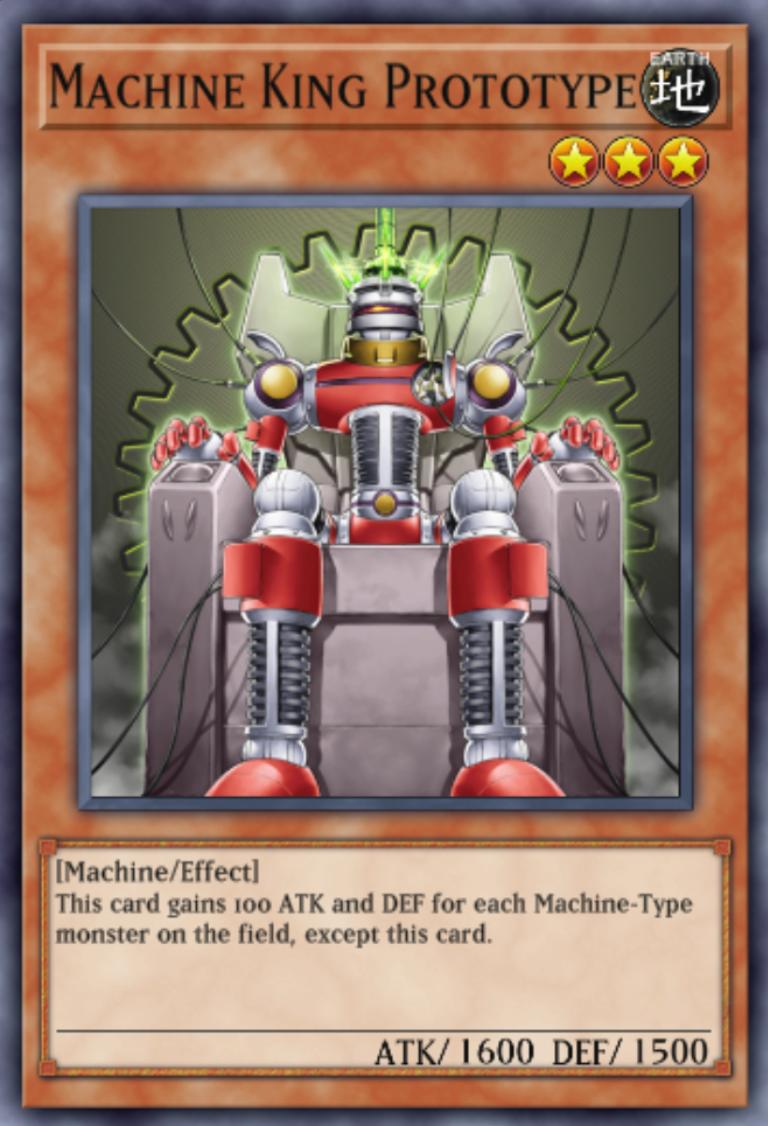 MACHINE KING PROTOTYPE
EARTH
地
[Machine/Effect]
This card gains 100 ATK and DEF for each Machine-Type
monster on the field, except this card.
ATK/ 1600 DEF/ 1500